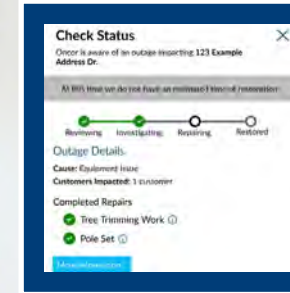 Check Status
Oncor is aware of an outage impacting 123 Example
Address Dr.
At this time we do not have an estimated time of restoration
Reviewing Investigating Repairing Restored
Outage Details
Cause: Equipment Issue
Customers Impacted: 1 customer
Completed Repairs
Tree Trimming Work
Pole Set